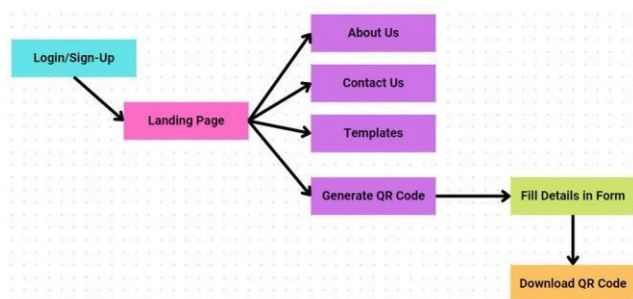 About Us
Login/Sign-Up
Contact Us
Landing Page
Templates
Generate QR Code
Fill Details in Form
Download QR Code